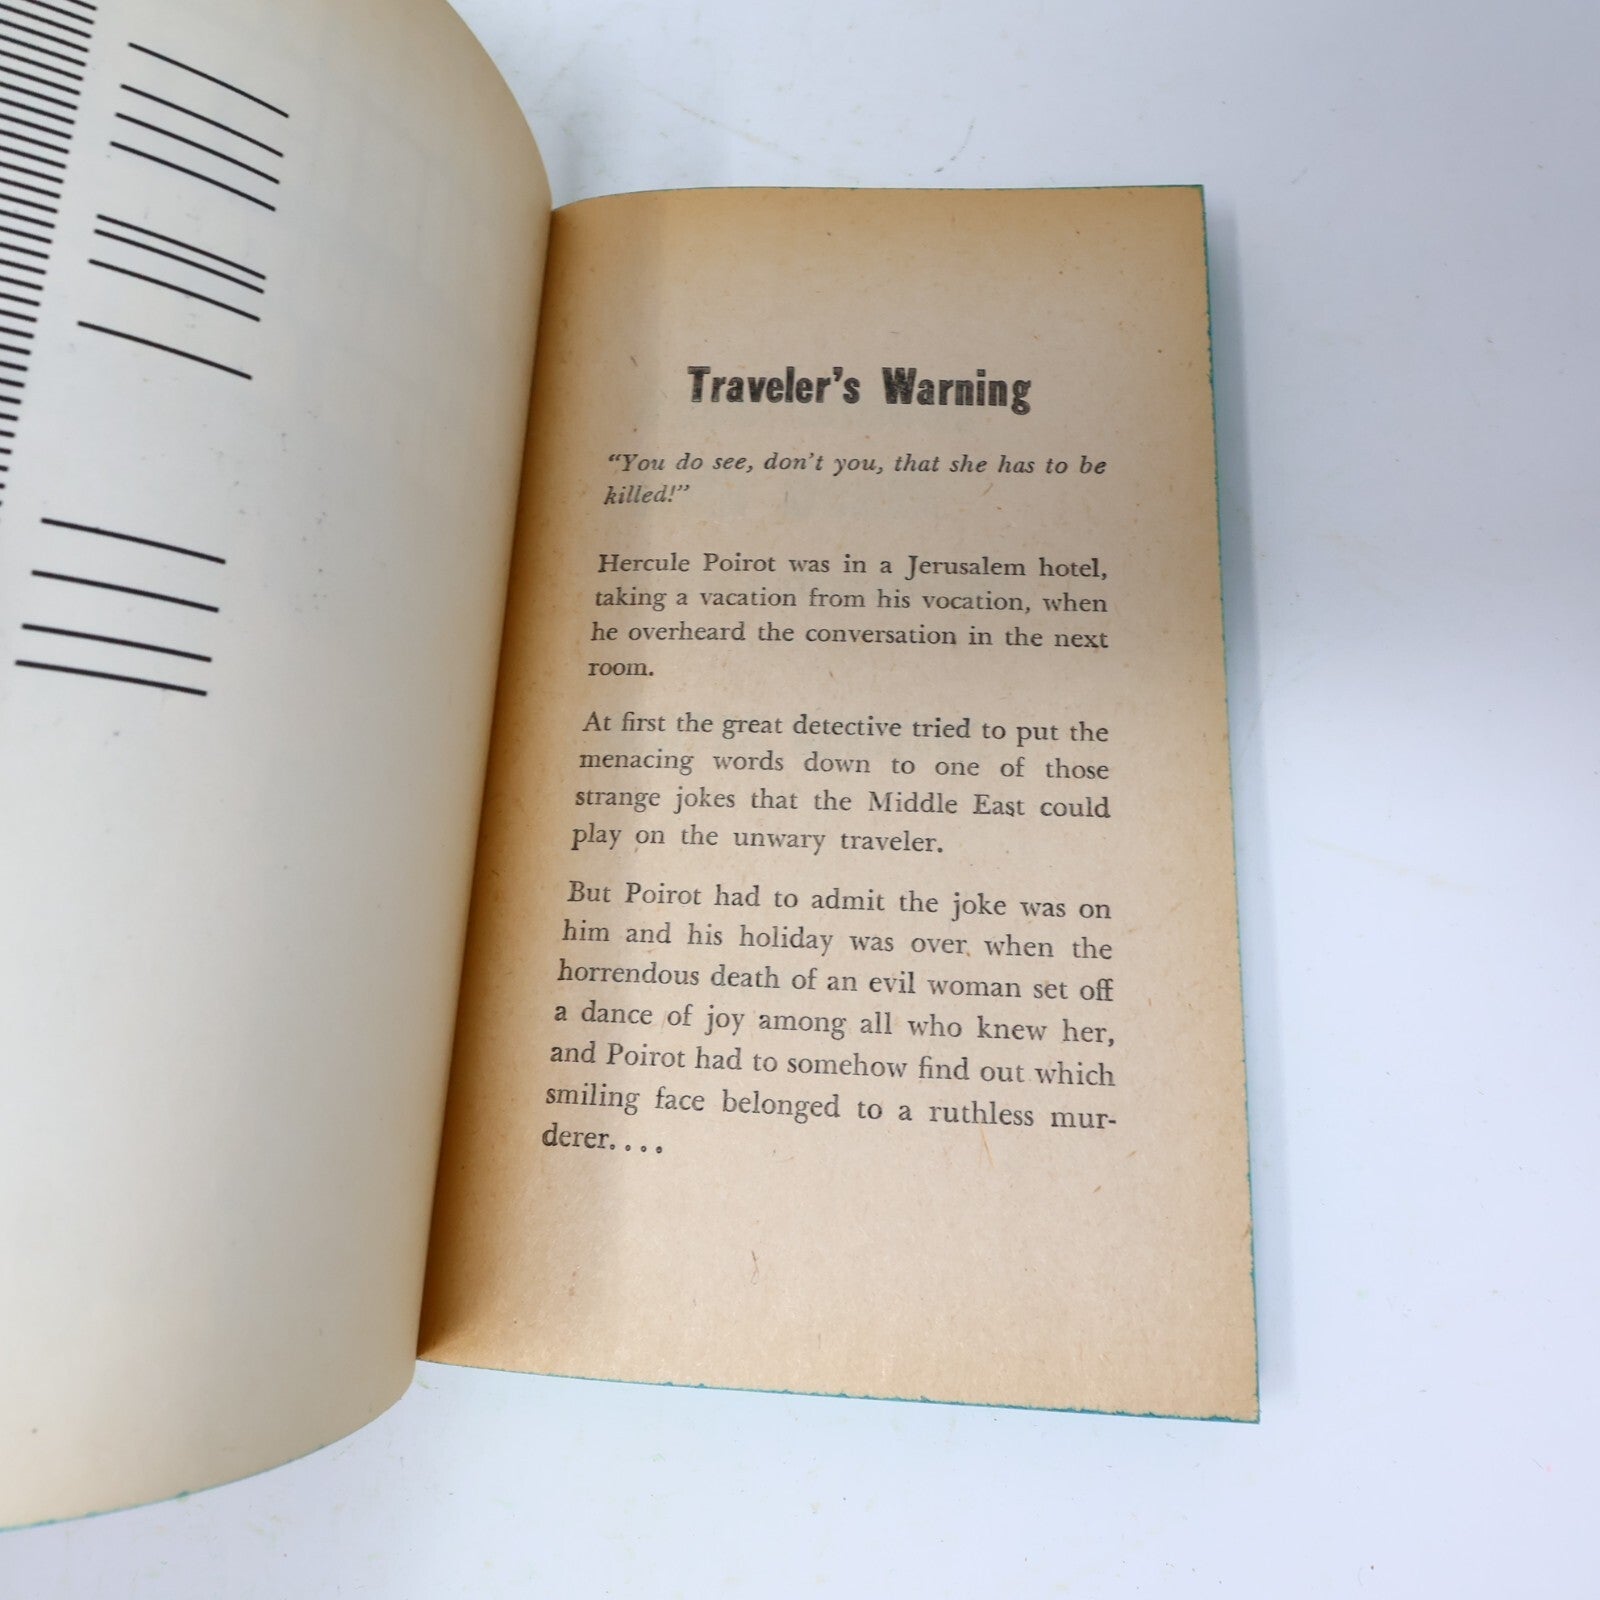 Traveler's Warning
“You do see, don't you, that she has to be
killed!”
Hercule Poirot was in a Jerusalem hotel,
taking a vacation from his vocation, when
he overheard the conversation in the next
room.
At first the great detective tried to put the
menacing words down to one of those
strange jokes that the Middle East could
play on the unwary traveler.
But Poirot had to admit the joke was on
him and his holiday was over when the
horrendous death of an evil woman set off
a dance of joy among all who knew her,
and Poirot had to somehow find out which
smiling face belonged to a ruthless mur-
derer....